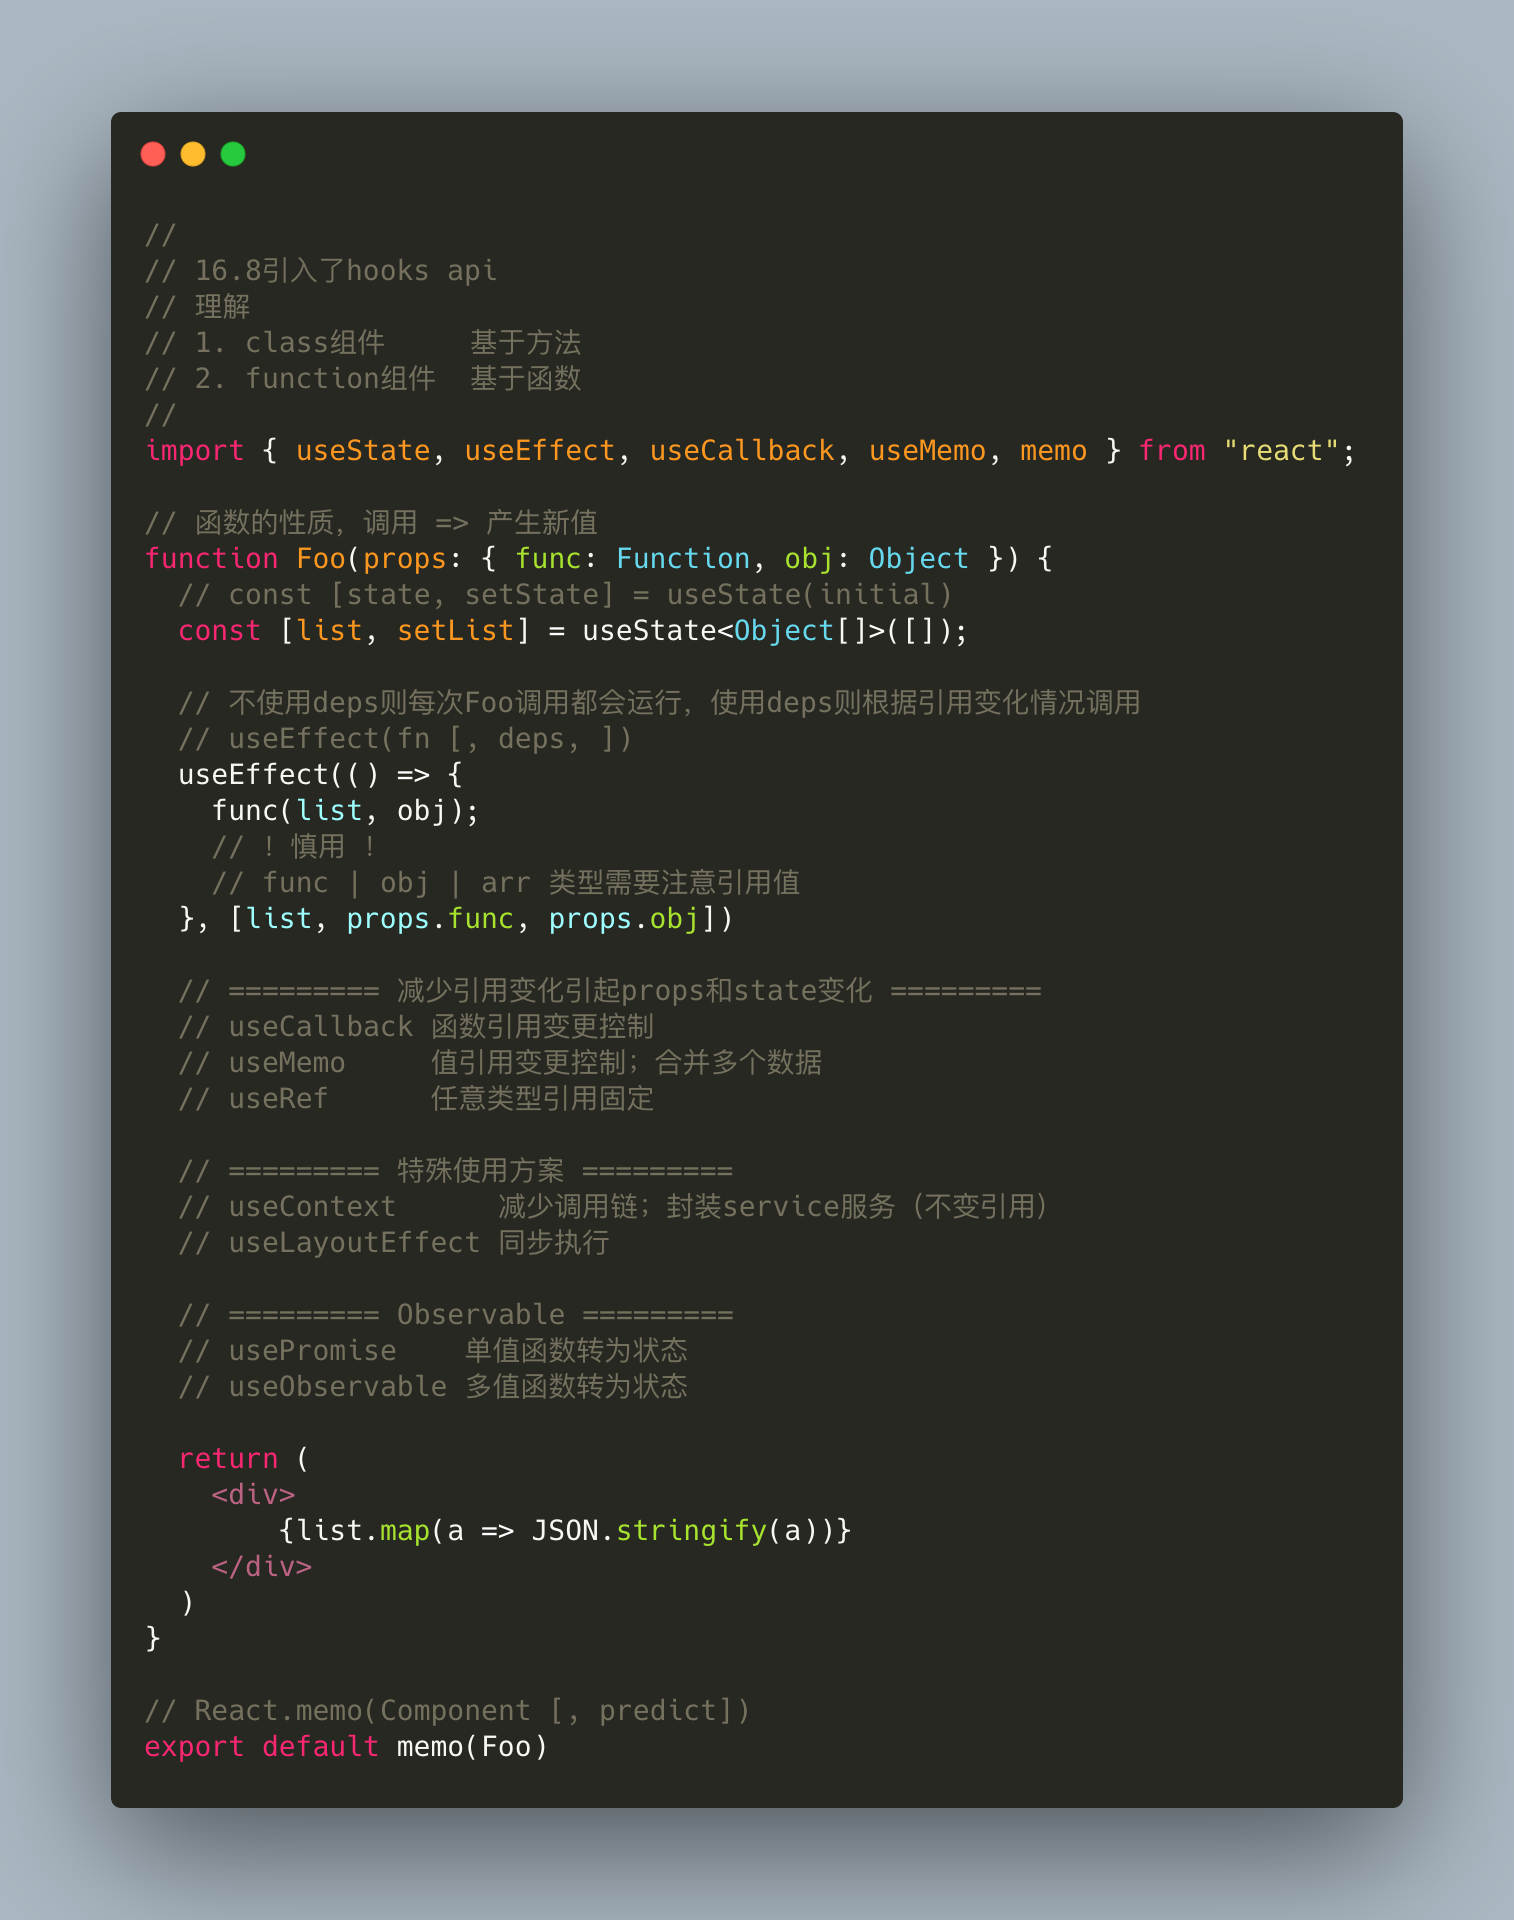 //
// 16.8引入了hooks api
// 理解
// 1. class组件     基于方法
// 2. function组件  基于函数
//
import { useState, useEffect, useCallback, useMemo, memo } from "react";
// 函数的性质，调用 => 产生新值
function Foo(props: { func: Function, obj: Object }) {
  // const [state, setState] = useState(initial)
  const [list, setList] = useState<Object[]>([]);
  // 不使用deps则每次Foo调用都会运行，使用deps则根据引用变化情况调用
  // useEffect(fn [, deps, ])
  useEffect(() => {
    func(list, obj);
    // ！慎用 ！
    // func | obj | arr 类型需要注意引用值
  }, [list, props.func, props.obj])
  // ========= 减少引用变化引起props和state变化 =========
  // useCallback 函数引用变更控制
  // useMemo     值引用变更控制；合并多个数据
  // useRef      任意类型引用固定
  // ========= 特殊使用方案 =========
  // useContext      减少调用链；封装service服务（不变引用）
  // useLayoutEffect 同步执行
  // ========= Observable =========
  // usePromise    单值函数转为状态
  // useObservable 多值函数转为状态
  return (
    <div>
        {list.map(a => JSON.stringify(a))}
    </div>
  )
}
// React.memo(Component [, predict])
export default memo(Foo)